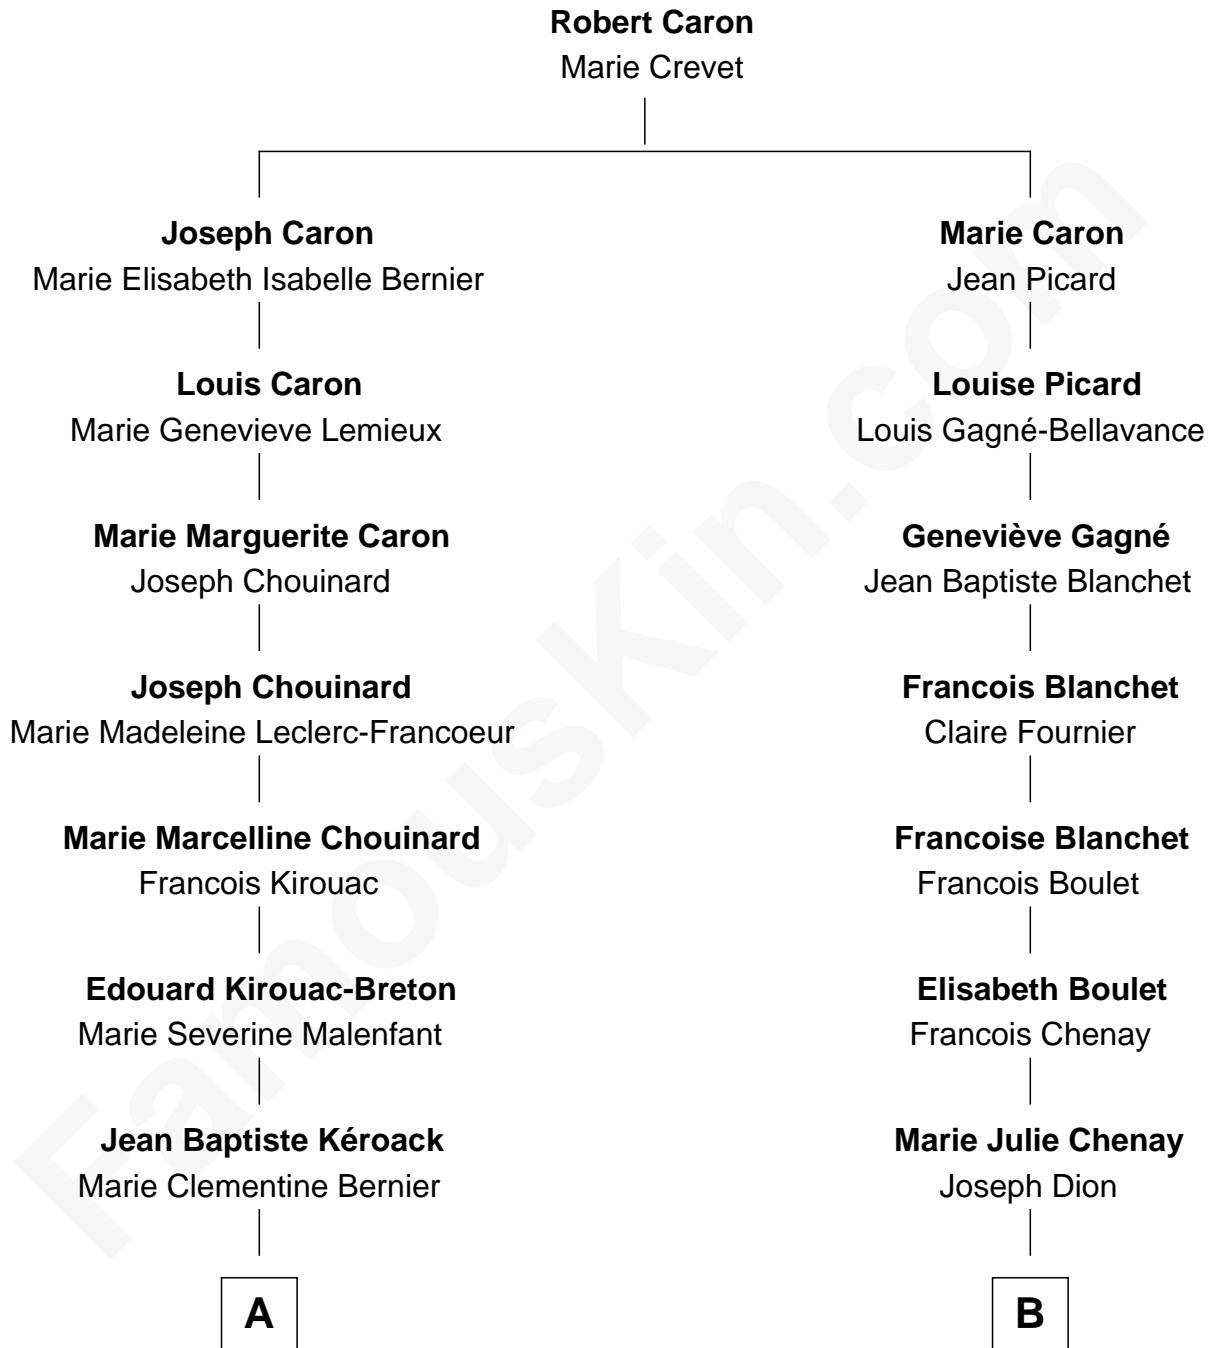 Robert Caron
Marie Crevet
Joseph Caron
Marie Elisabeth Isabelle Bernier
Marie Caron
Jean Picard
Louis Caron
Marie Genevieve Lemieux
Louise Picard
Louis Gagné-Bellavance
Marie Marguerite Caron
Joseph Chouinard
Geneviève Gagné
Jean Baptiste Blanchet
Joseph Chouinard
Marie Madeleine Leclerc-Francoeur
Francois Blanchet
Claire Fournier
Marie Marcelline Chouinard
Francois Kirouac
Francoise Blanchet
Francois Boulet
Edouard Kirouac-Breton
Marie Severine Malenfant
Elisabeth Boulet
Francois Chenay
Jean Baptiste Kéroack
Marie Clementine Bernier
Marie Julie Chenay
Joseph Dion
A
B
FamousKin.com